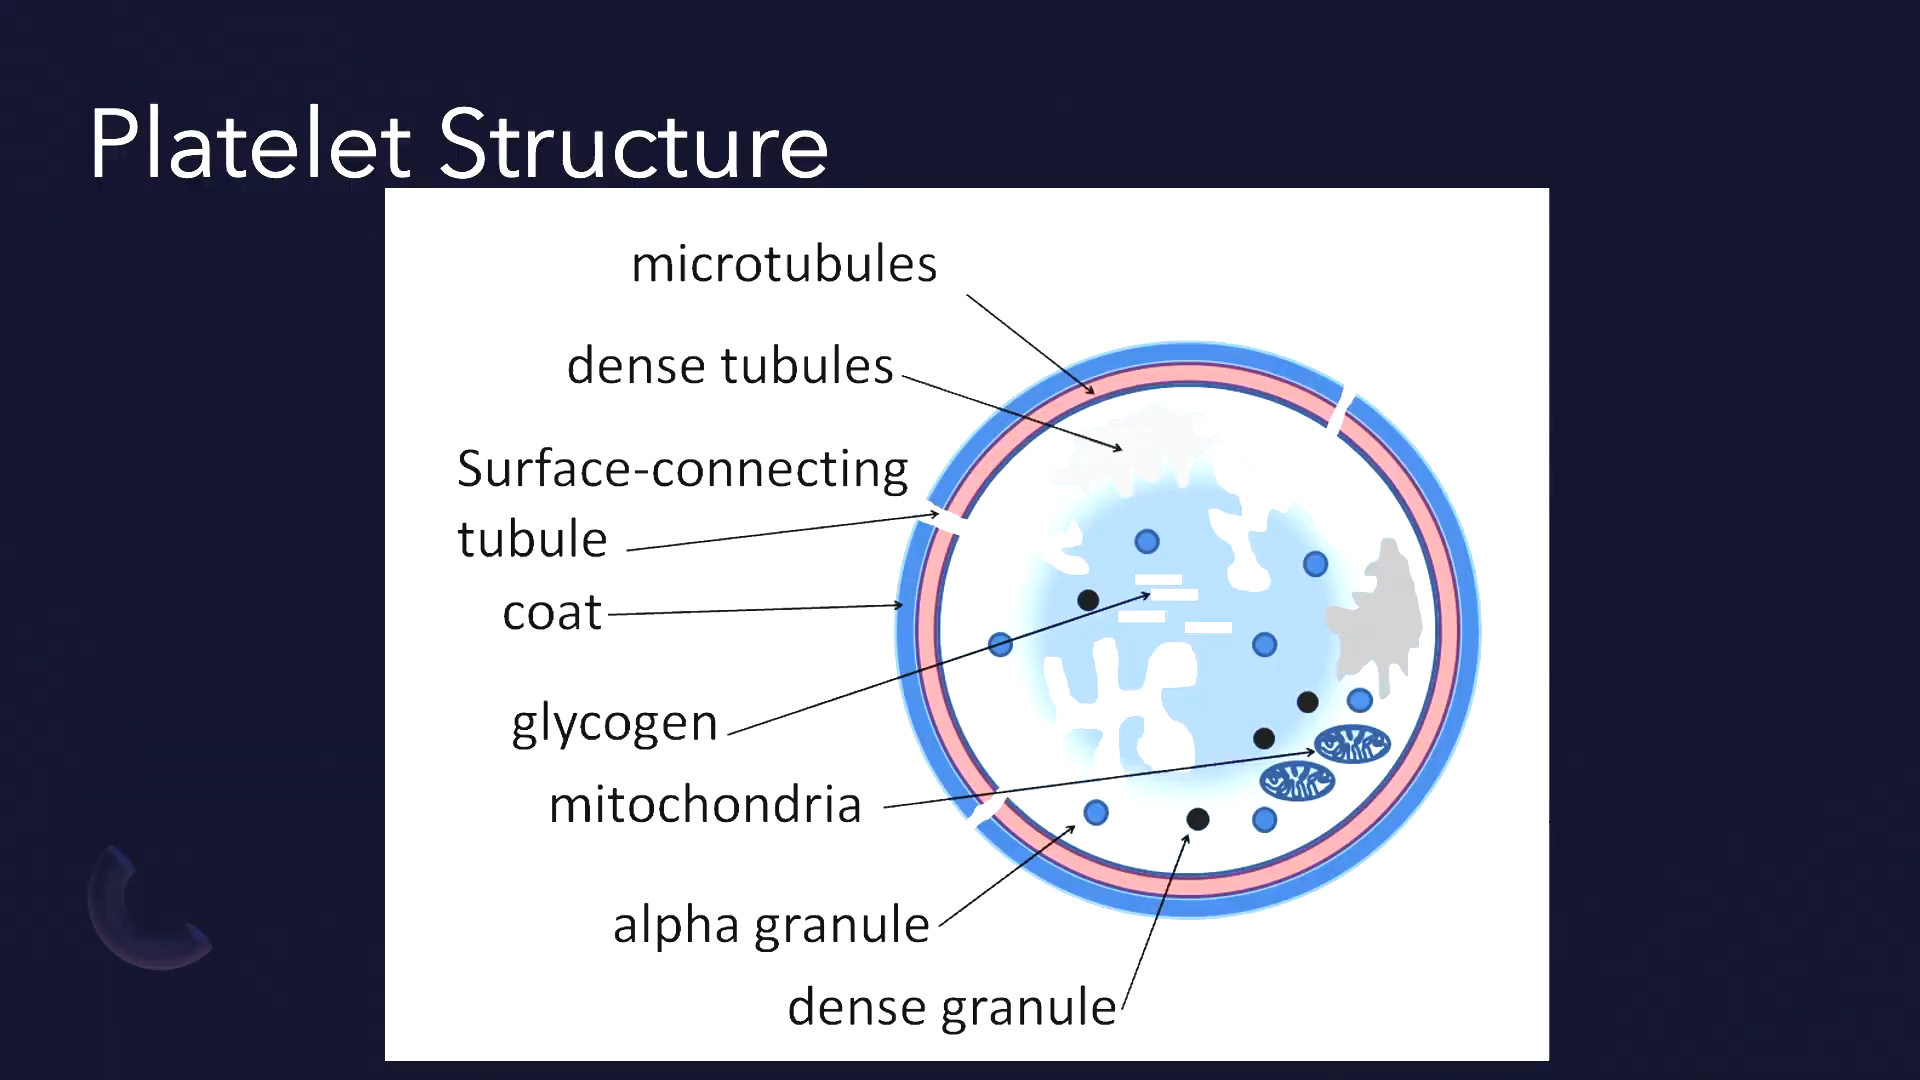 Platelet Structure
microtubules
dense tubules
Surface-connecting
tubule
coat
glycogen
mitochondria
alpha granule
dense granule